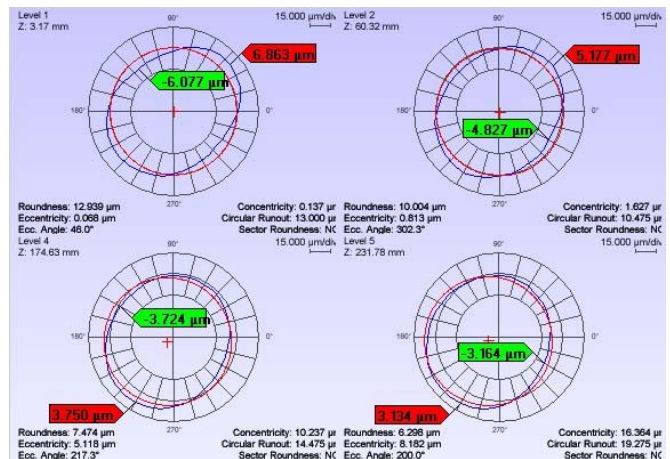 Level 1
Z: 3.17 mm
90°
15.000 µm/div
6.863 µm
-6.077 µm
180°
0°
270°
Roundness: 12.939 µm
Eccentricity: 0.068 µm
Ecc. Angle: 46.0°
Concentricity: 0.137 µr
Circular Runout: 13.000 µr
Sector Roundness: NC
Level 2
Z: 60.32 mm
90°
15.000 µm/div
5.177 µm
-4.827 µm
180°
0°
270°
Roundness: 10.004 µm
Eccentricity: 0.813 µm
Ecc. Angle: 302.3°
Concentricity: 1.627 µr
Circular Runout: 10.475 µr
Sector Roundness: NC
Level 4
Z: 174.63 mm
90°
15.000 µm/div
-3.724 µm
180°
0°
3.750 µm
270°
Roundness: 7.474 µm
Eccentricity: 5.118 µm
Ecc. Angle: 217.3°
Concentricity: 10.237 µr
Circular Runout: 14.475 µr
Sector Roundness: NC
Level 5
Z: 231.78 mm
90°
15.000 µm/div
180°
0°
-3.164 µm
3.134 µm
270°
Roundness: 6.298 µm
Eccentricity: 8.182 µm
Ecc. Angle: 200.0°
Concentricity: 16.364 µr
Circular Runout: 19.275 µr
Sector Roundness: NC